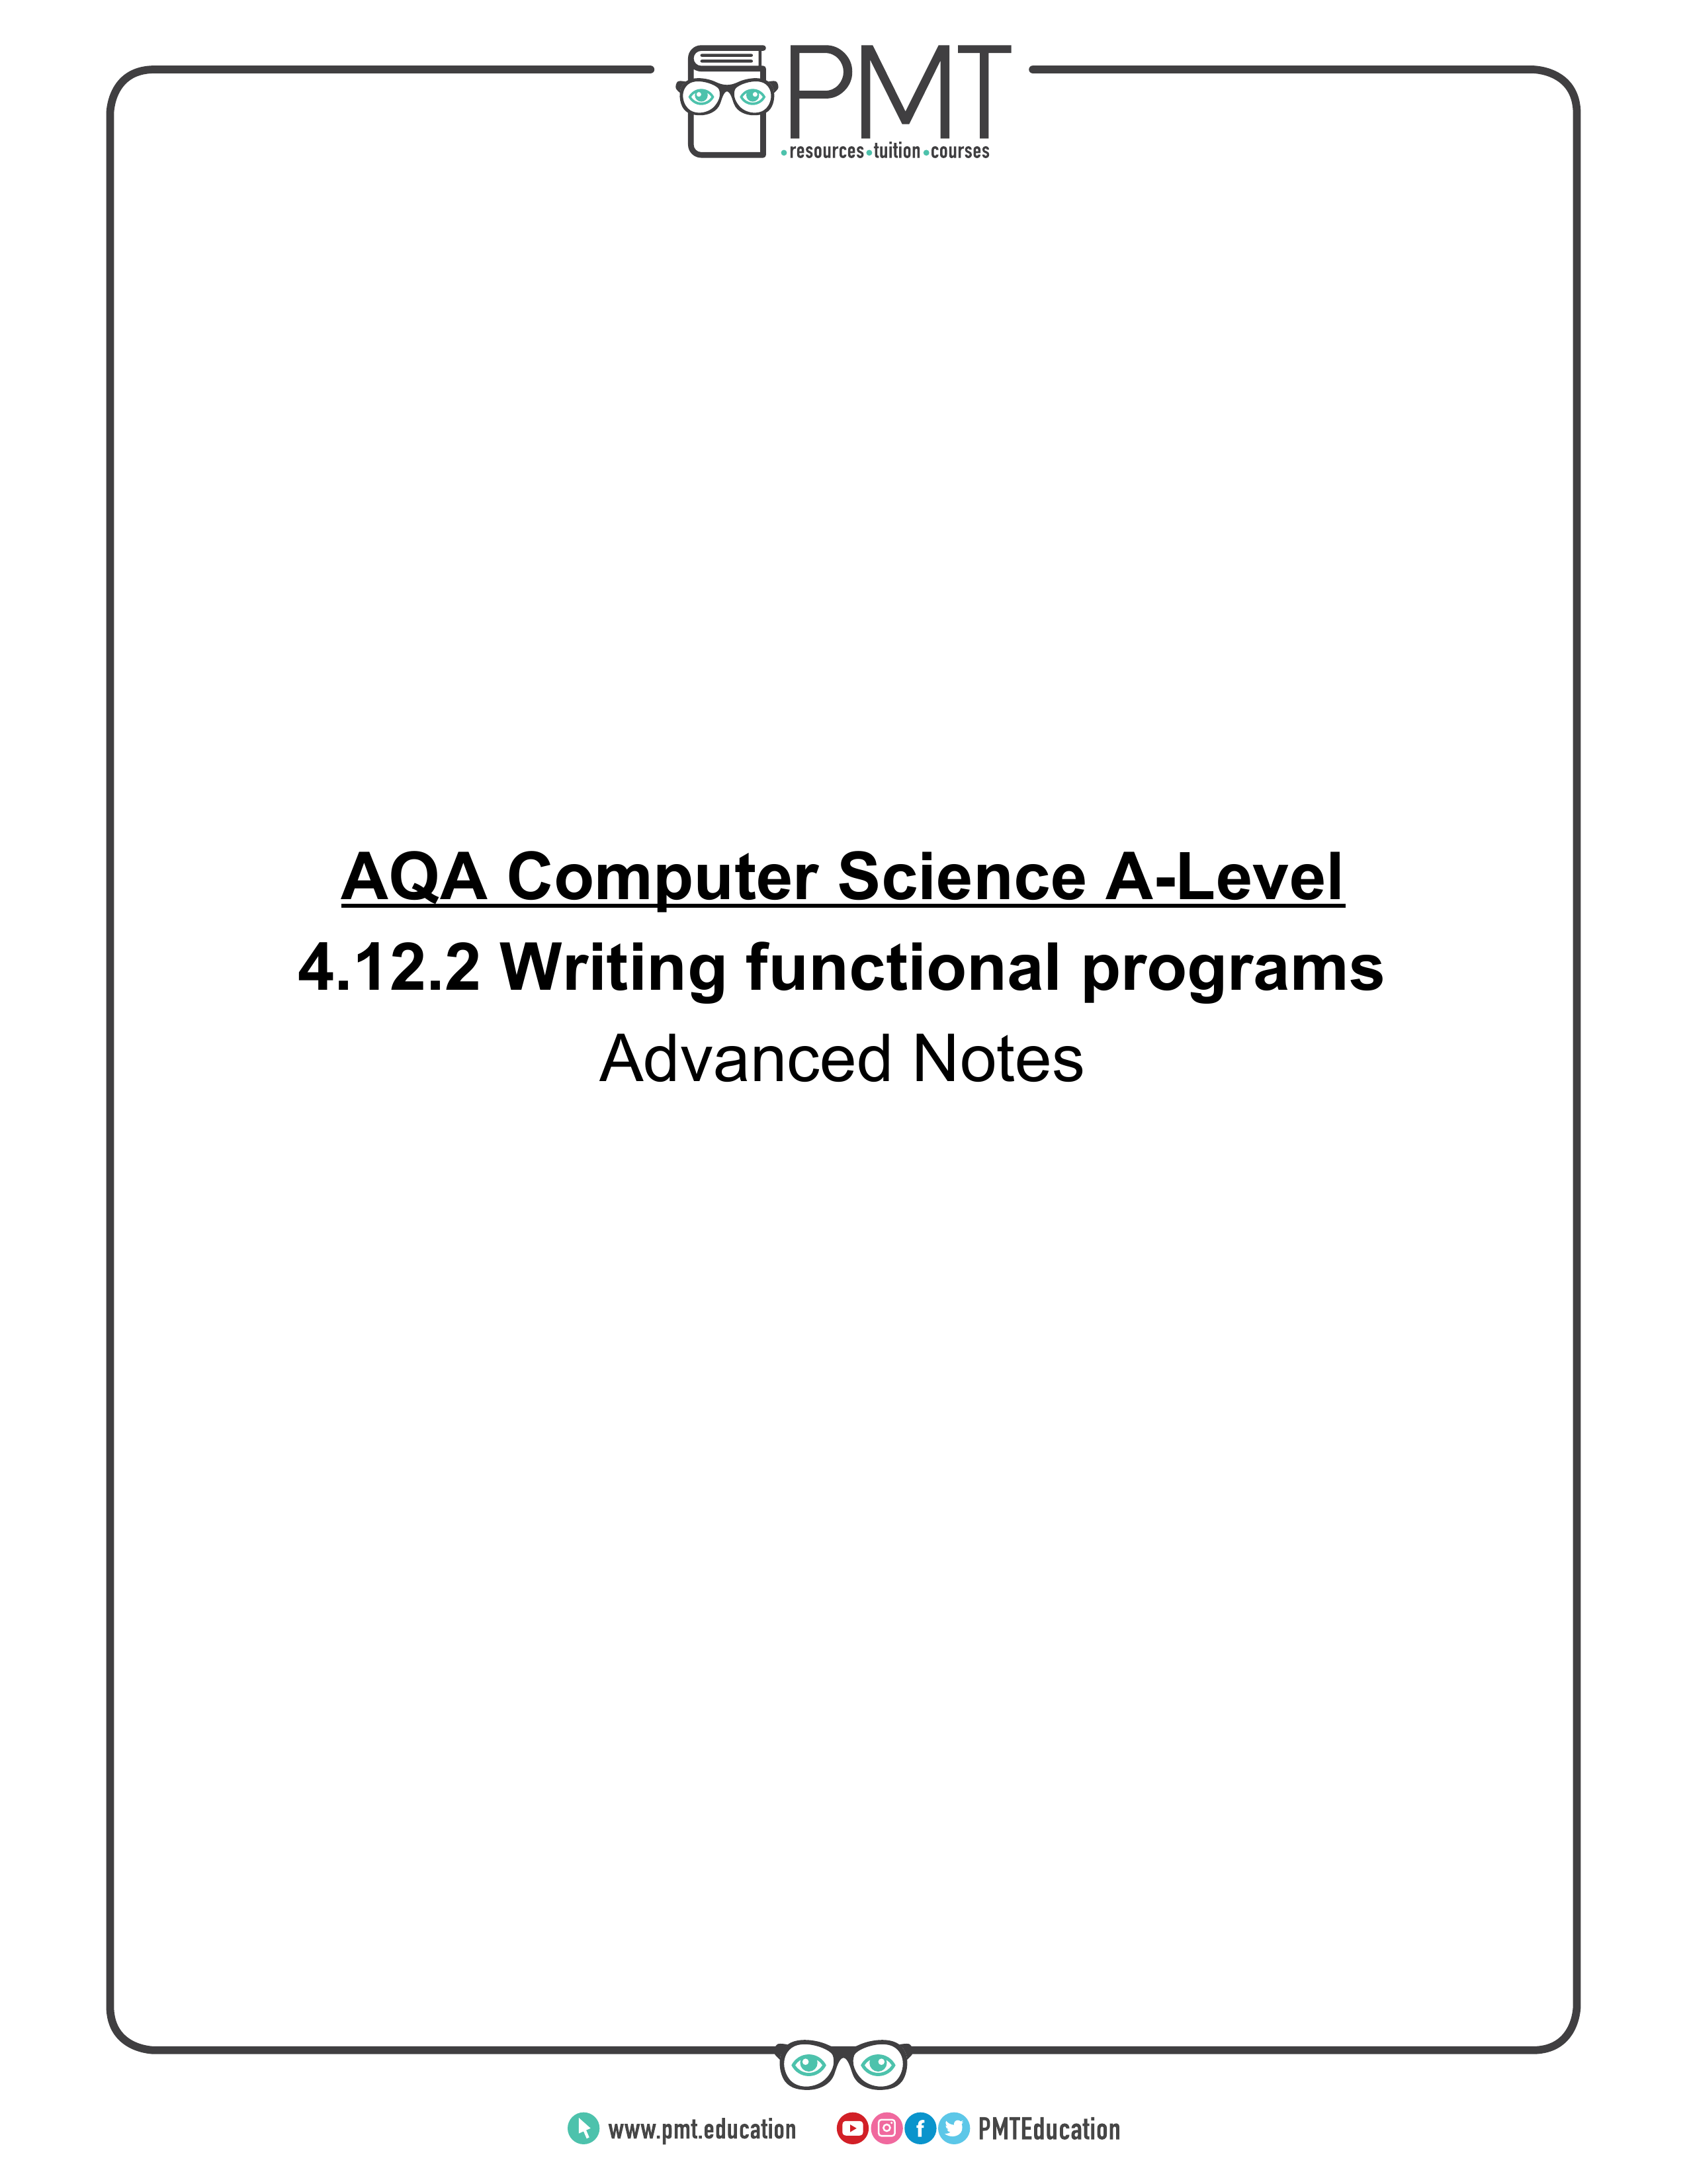 PMT
resources tuition courses
AQA Computer Science A-Level
4.12.2 Writing functional programs
Advanced Notes
www.pmt.education
PMTEducation